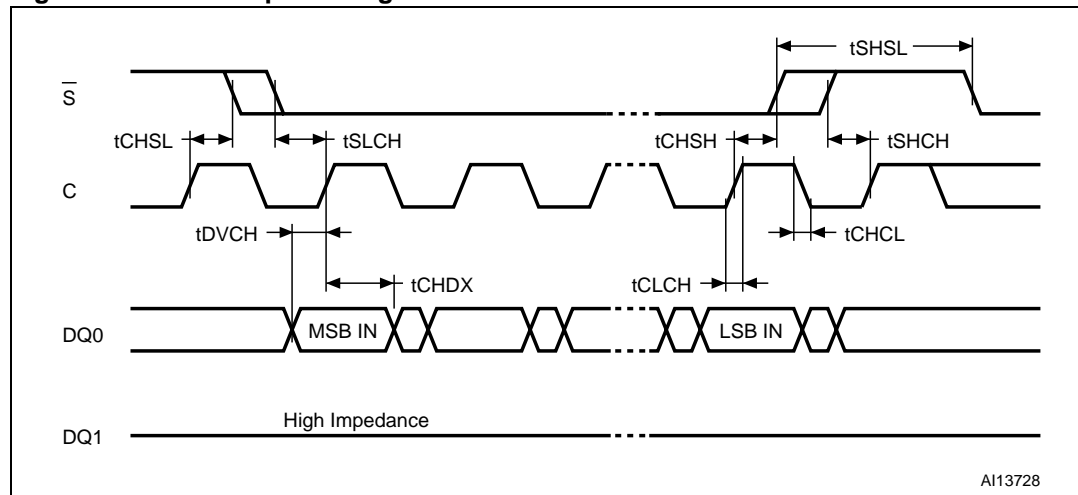 tSHSL
S
tCHSL
tSLCH
tCHSH
tSHCH
C
tDVCH
tCHCL
tCHDX
tCLCH
DQ0
MSB IN
LSB IN
High Impedance
DQ1
AI13728